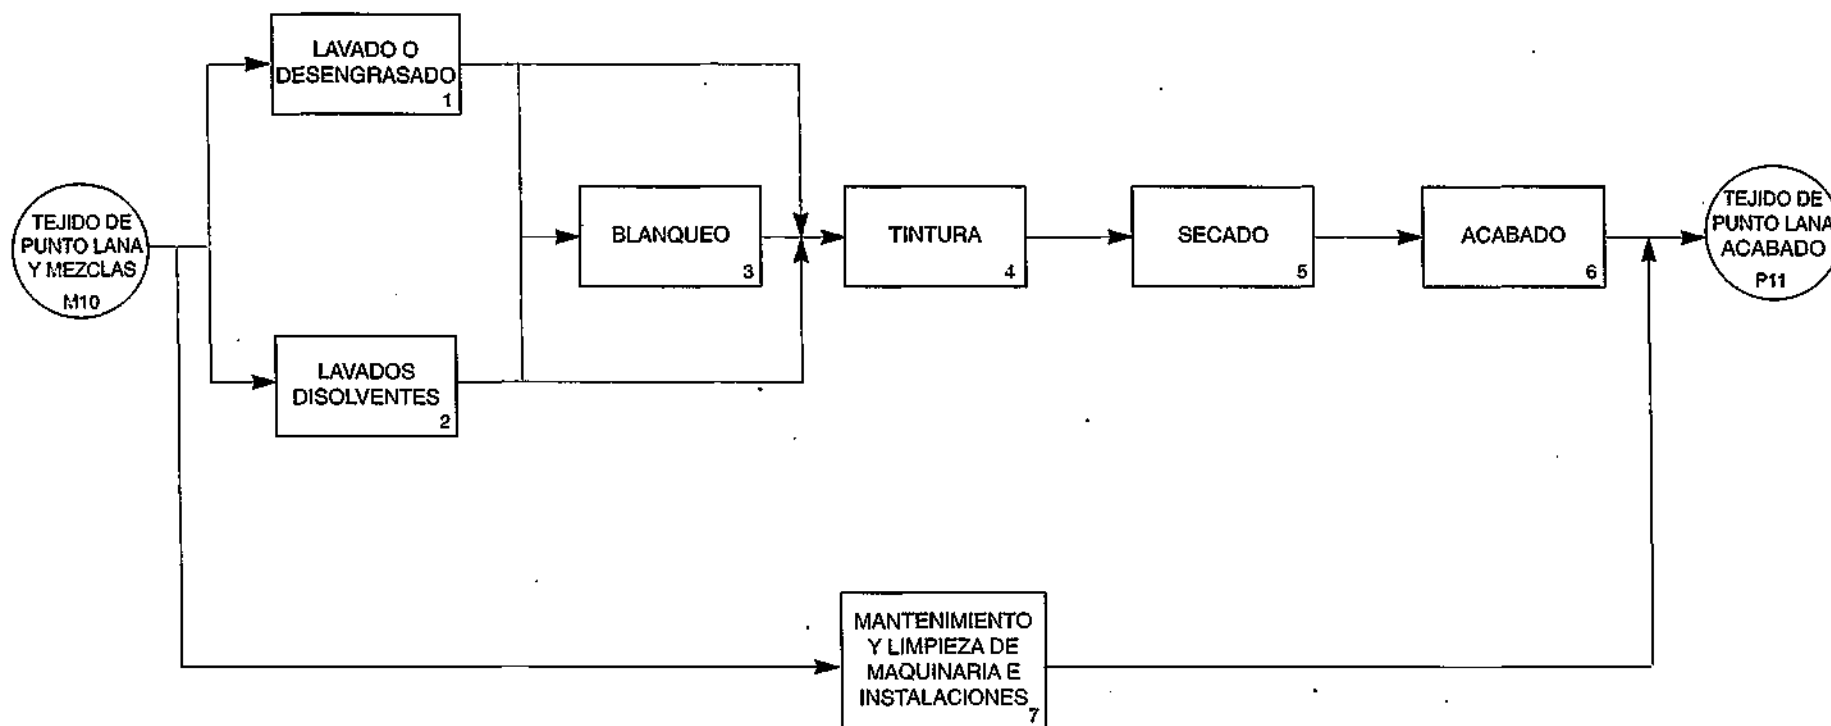 LAVADO O
DESENGRASADO
1
TEJIDO DE
PUNTO LANA
Y MEZCLAS
M10
LAVADOS
DISOLVENTES
2
BLANQUEO
3
TINTURA
4
SECADO
5
ACABADO
6
TEJIDO DE
PUNTO LANA
ACABADO
P11
MANTENIMIENTO
Y LIMPIEZA DE
MAQUINARIA E
INSTALACIONES
7